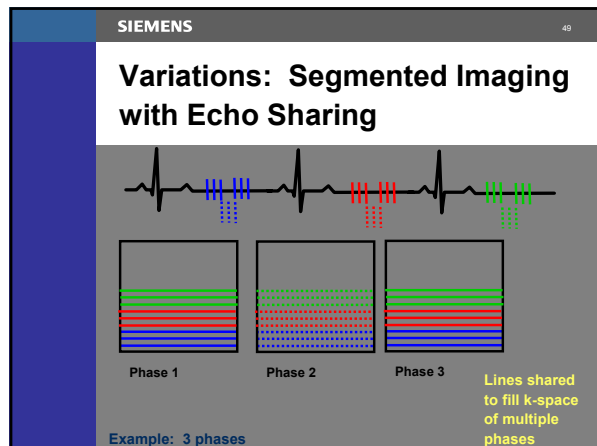 SIEMENS
49
Variations: Segmented Imaging
with Echo Sharing
Phase 1
Phase 2
Phase 3
Lines shared
to fill k-space
of multiple
phases
Example: 3 phases